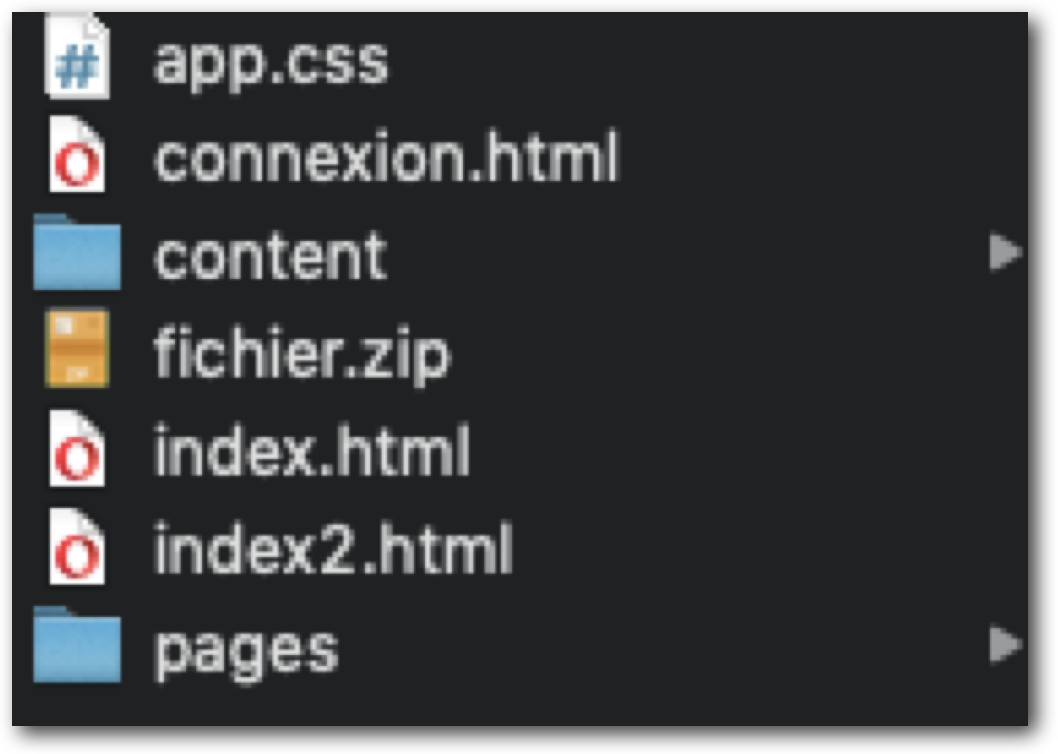 app.css
connexion.html
content
fichier.zip
index.html
index2.html
pages